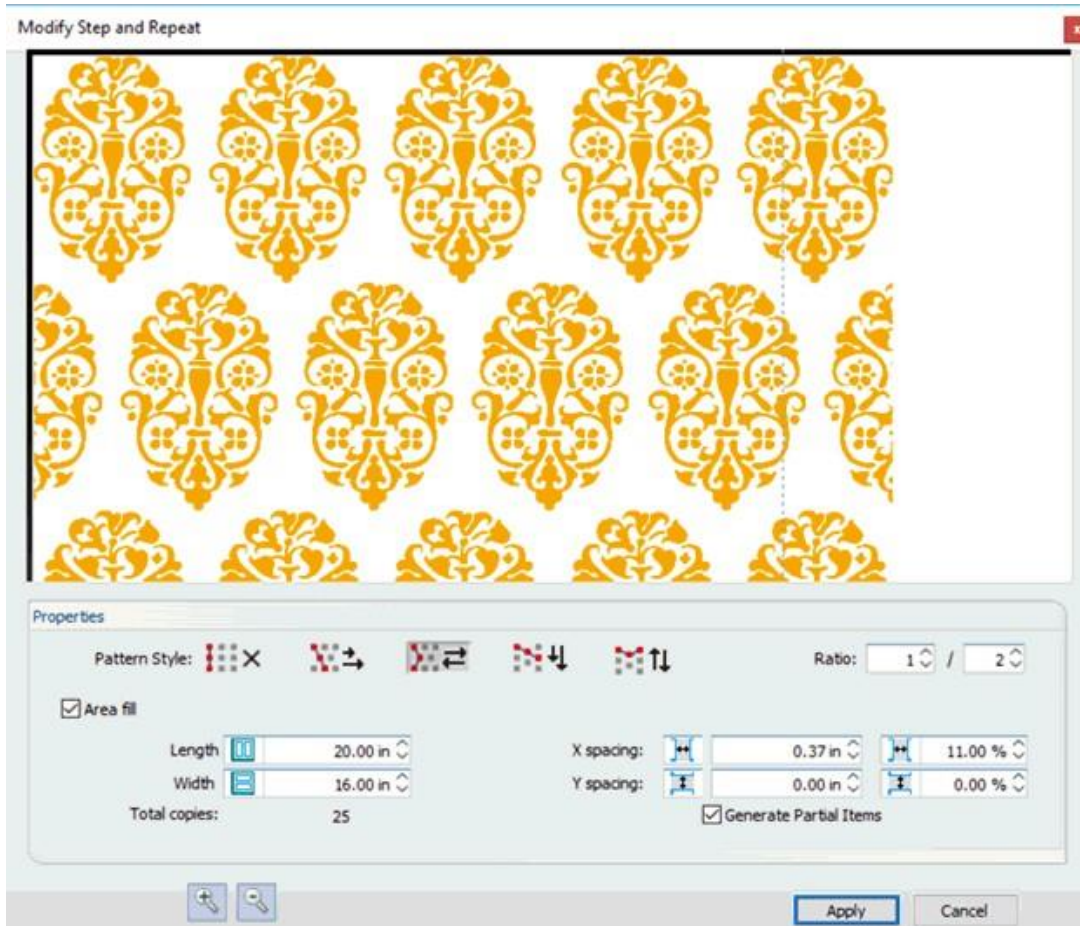 Modify Step and Repeat
x
Properties
Pattern Style:
Ratio: 1 / 2
Area fill
Length 20.00 in X spacing: 0.37 in 11.00 %
Width 16.00 in Y spacing: 0.00 in 0.00 %
Total copies: 25 Generate Partial Items
Apply Cancel